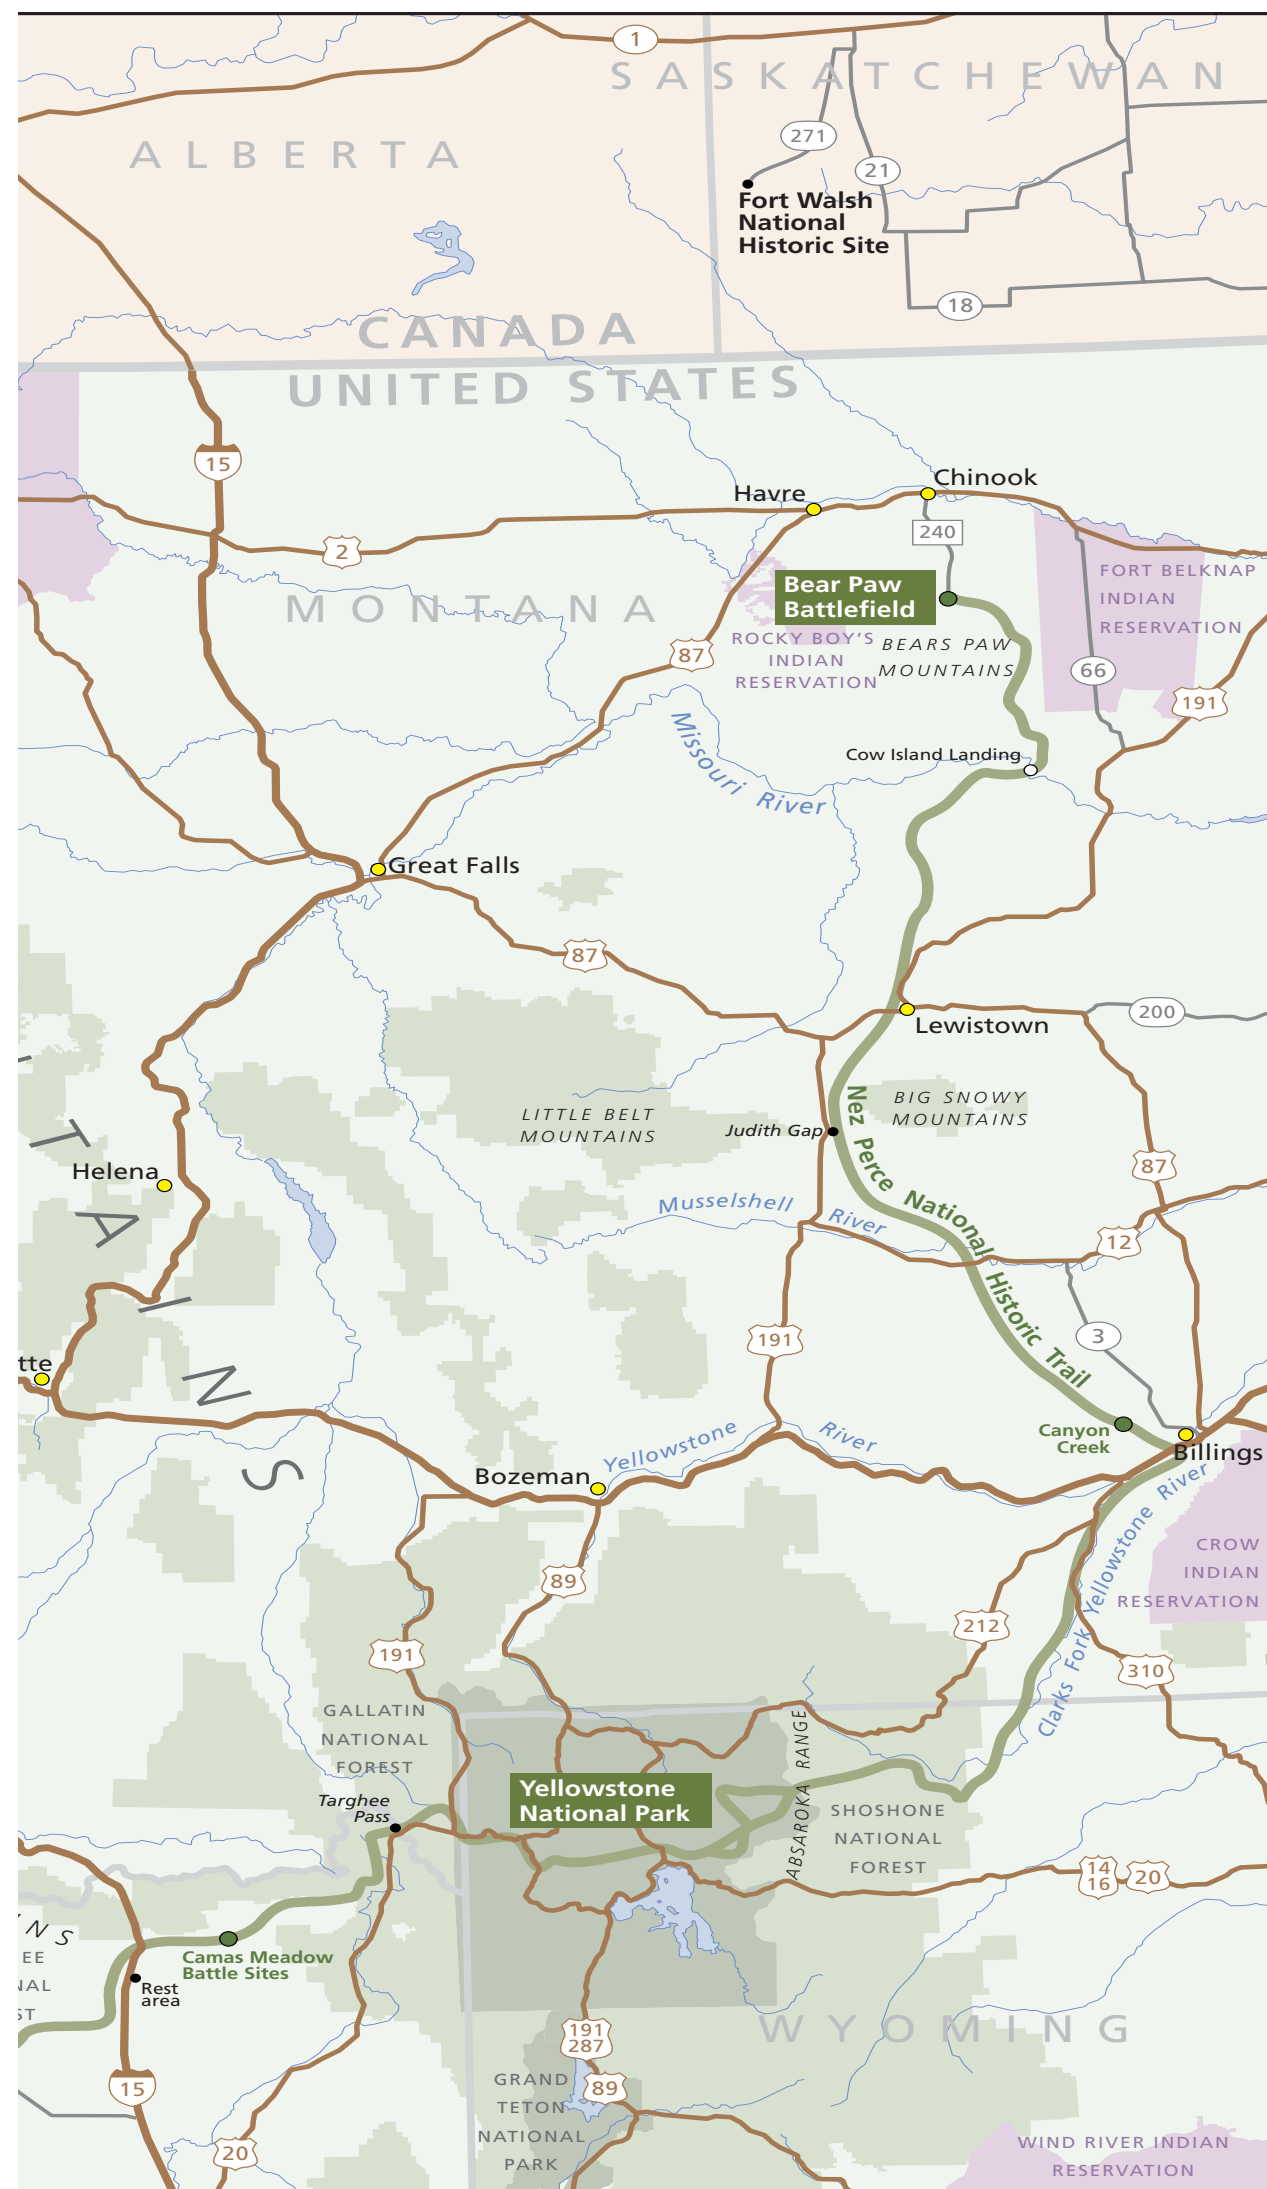 1
SASKATCHEWAN
ALBERTA
271
21
Fort Walsh
National
Historic Site
18
CANADA
UNITED STATES
15
Chinook
Havre
240
2
Bear Paw
Battlefield
FORT BELKNAP
INDIAN
RESERVATION
MONTANA
ROCKY BOY'S
INDIAN
RESERVATION
BEARS PAW
MOUNTAINS
87
66
191
Missouri River
Cow Island Landing
Great Falls
87
Lewistown
200
LITTLE BELT
MOUNTAINS
BIG SNOWY
MOUNTAINS
Judith Gap
Nez Perce National Historic Trail
TAINS
Helena
87
Musselshell River
12
191
3
tte
Canyon
Creek
Billings
Yellowstone River
Bozeman
Clarks Fork Yellowstone River
CROW
INDIAN
RESERVATION
89
212
191
310
GALLATIN
NATIONAL
FOREST
ABSAROKA RANGE
Targhee
Pass
Yellowstone
National Park
SHOSHONE
NATIONAL
FOREST
14
16
20
NS
EE
NAL
ST
Camas Meadow
Battle Sites
Rest
area
WYOMING
191
287
15
GRAND
TETON
NATIONAL
PARK
89
20
WIND RIVER INDIAN
RESERVATION